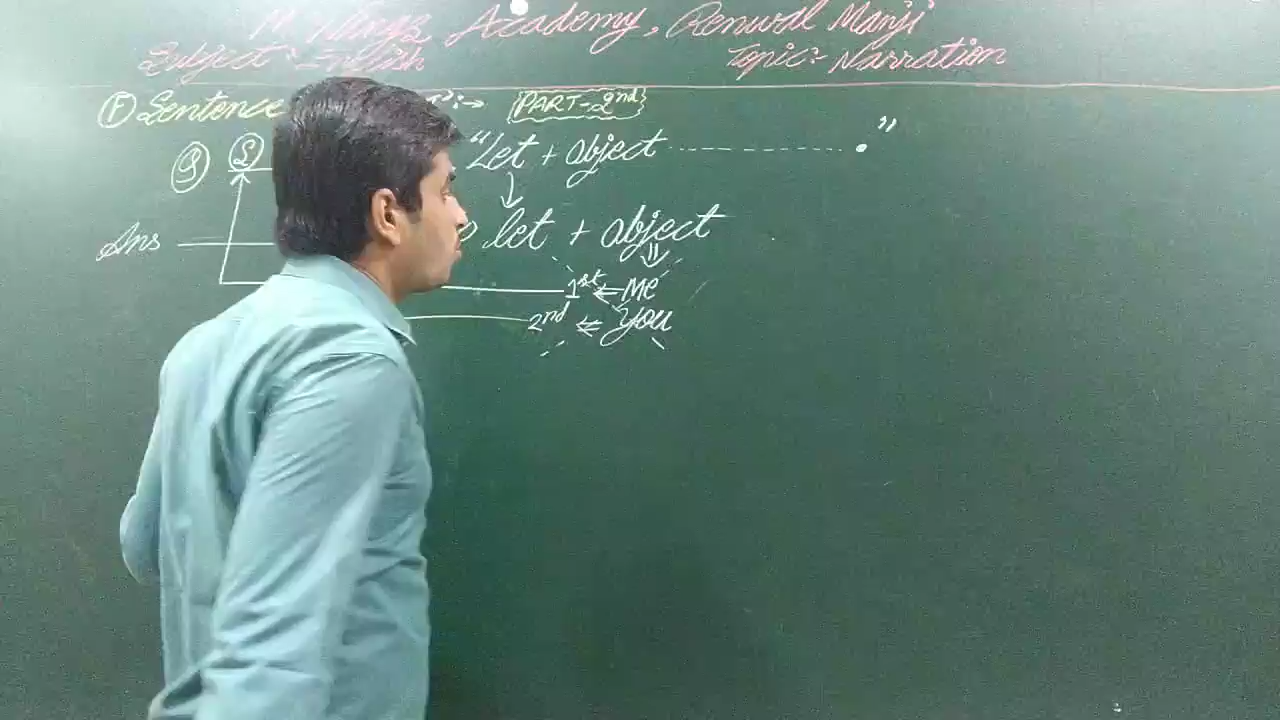 M. Wings Academy, Renwal Manji
Subject :- English Topic :- Narration
(F) Sentence :→ PART-2nd
Q S "Let + object ---------- ."
Ans let + object
1st ⇐ Me
2nd ⇐ You